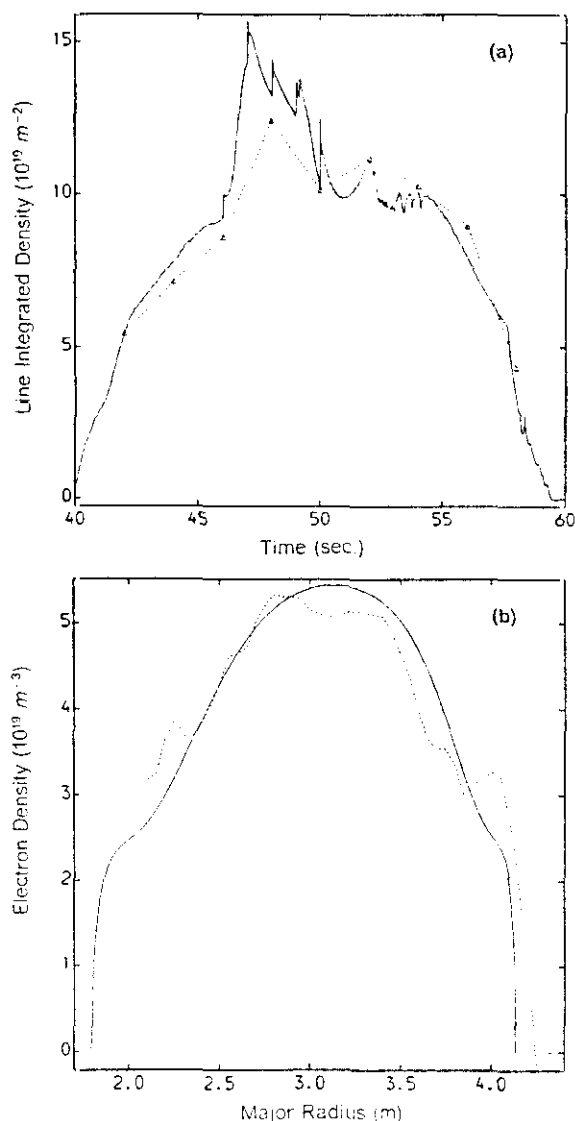 (a)
15
10
5
0
Line Integrated Density (10¹⁹ m⁻²)
40 45 50 55 60
Time (sec.)
(b)
5
4
3
2
1
0
Electron Density (10¹⁹ m⁻³)
2.0 2.5 3.0 3.5 4.0
Major Radius (m)